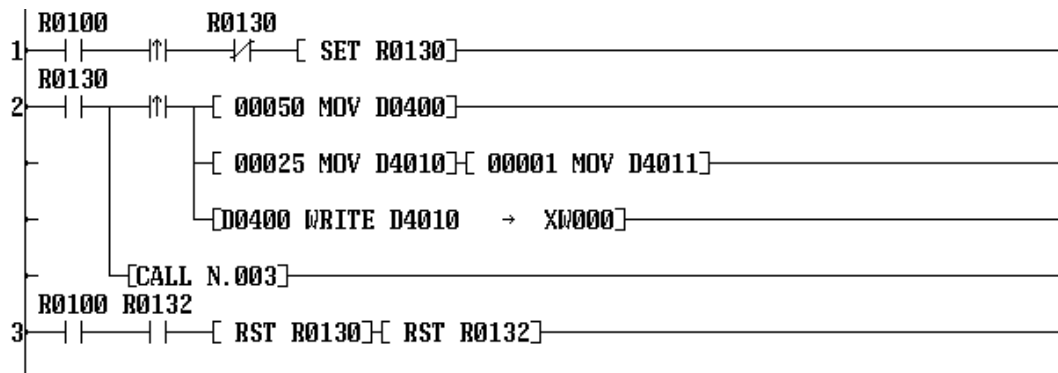 R0100 R0130
1 ↑ [ SET R0130]
R0130
2 ↑ [ 00050 MOV D0400]
[ 00025 MOV D4010] [ 00001 MOV D4011]
[D0400 WRITE D4010 → XW000]
[CALL N.003]
R0100 R0132
3 [ RST R0130] [ RST R0132]